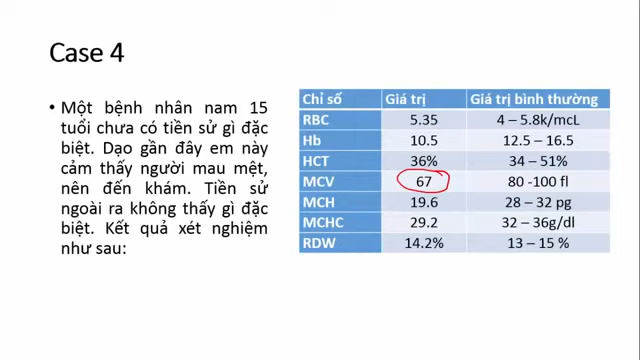 Case 4
• Một bệnh nhân nam 15
tuổi chưa có tiền sử gì đặc
biệt. Dạo gần đây em này
cảm thấy người mau mệt,
nên đến khám. Tiền sử
ngoài ra không thấy gì đặc
biệt. Kết quả xét nghiệm
như sau:
Chỉ số Giá trị Giá trị bình thường
RBC 5.35 4 – 5.8k/mcL
Hb 10.5 12.5 - 16.5
HCT 36% 34 – 51%
MCV 67 80 -100 fl
MCH 19.6 28 – 32 pg
MCHC 29.2 32 – 36g/dl
RDW 14.2% 13 – 15 %